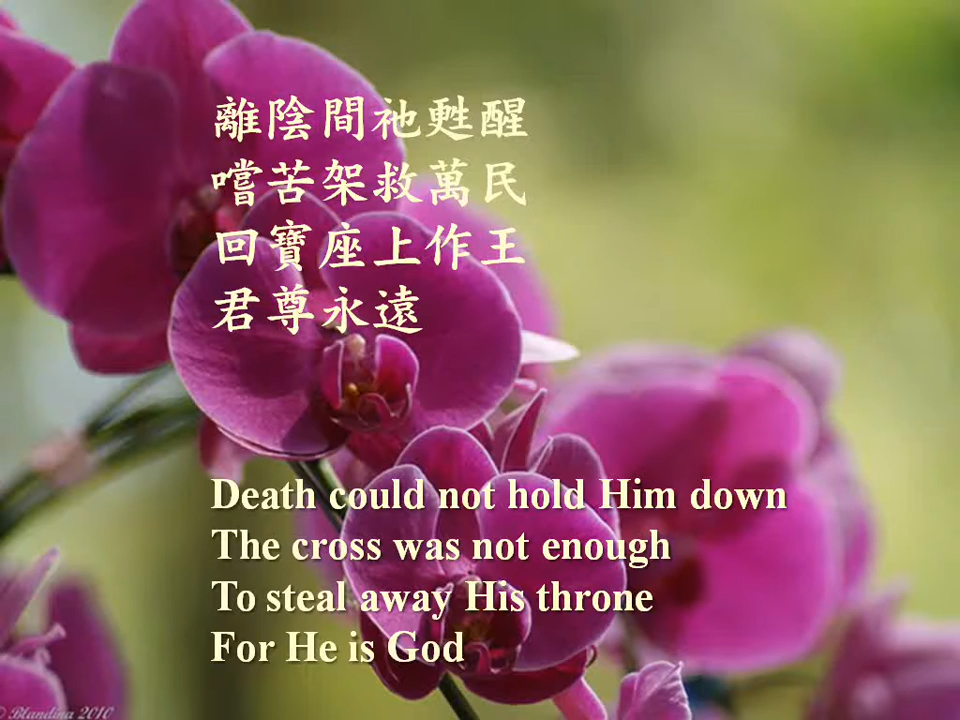 離陰間祂甦醒
嚐苦架救萬民
回寶座上作王
君尊永遠
Death could not hold Him down
The cross was not enough
To steal away His throne
For He is God
© Blandina 2010